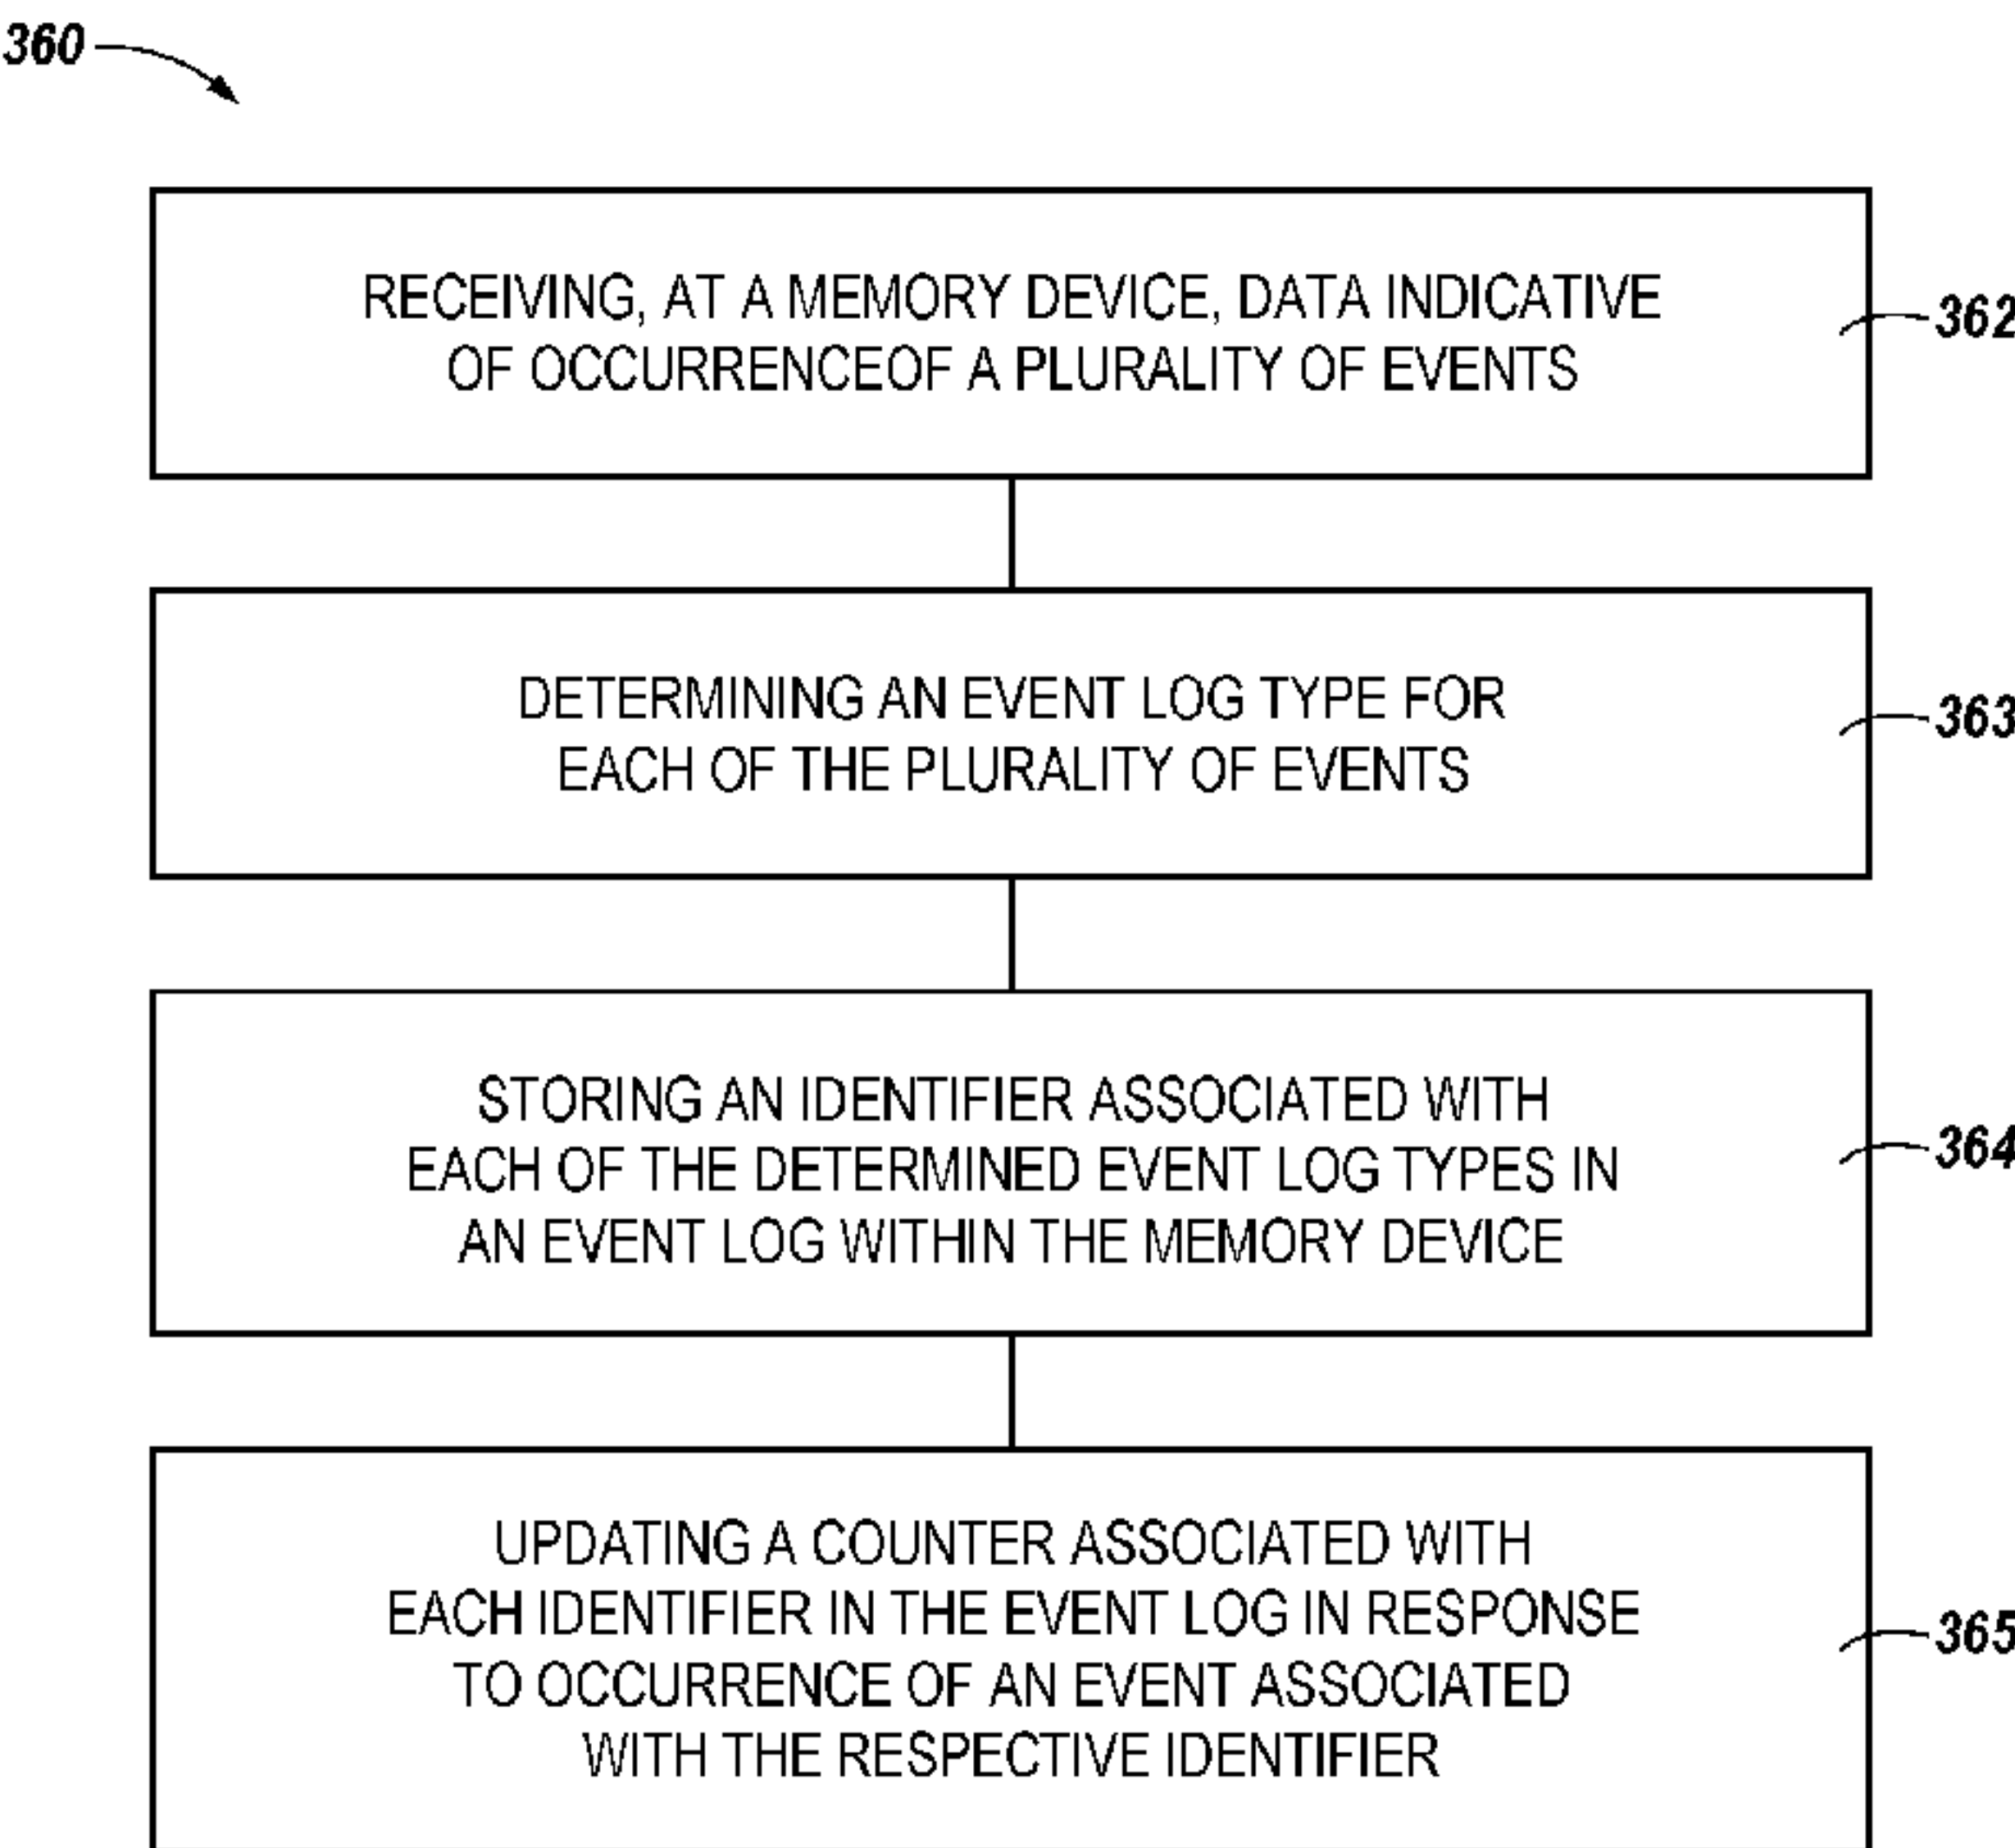 360
RECEIVING, AT A MEMORY DEVICE, DATA INDICATIVE
OF OCCURRENCEOF A PLURALITY OF EVENTS
362
DETERMINING AN EVENT LOG TYPE FOR
EACH OF THE PLURALITY OF EVENTS
363
STORING AN IDENTIFIER ASSOCIATED WITH
EACH OF THE DETERMINED EVENT LOG TYPES IN
AN EVENT LOG WITHIN THE MEMORY DEVICE
364
UPDATING A COUNTER ASSOCIATED WITH
EACH IDENTIFIER IN THE EVENT LOG IN RESPONSE
TO OCCURRENCE OF AN EVENT ASSOCIATED
WITH THE RESPECTIVE IDENTIFIER
365